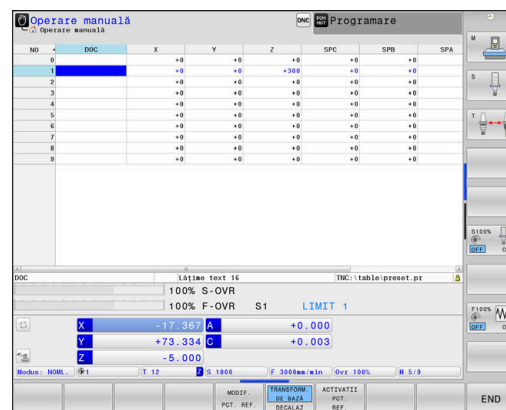 Operare manuală
Operare manuală
DNC
Programare
NO DOC X Y Z SPC SPB SPA
0 +0 +0 +0 +0 +0
1 +0 +0 +300 +0 +0
2 +0 +0 +0 +0 +0
3 +0 +0 +0 +0 +0
4 +0 +0 +0 +0 +0
5 +0 +0 +0 +0 +0
6 +0 +0 +0 +0 +0
7 +0 +0 +0 +0 +0
8 +0 +0 +0 +0 +0
9 +0 +0 +0 +0 +0
DOC Lățime text 16 TNC:\table\preset.pr
100% S-OVR
100% F-OVR S1 LIMIT 1
X -17.367 A +0.000
Y +73.334 C +0.003
Z -5.000
Modus: NOML. 1 T 12 Z S 1800 F 3000mm/min Ovr 100% M 5/9
MODIF.
PCT. REF.
TRANSFORM.
DE BAZĂ
DECALAJ
ACTIVAȚII
PCT.
REF.
END
M
S
T
S100%
OFF
F100%
OFF